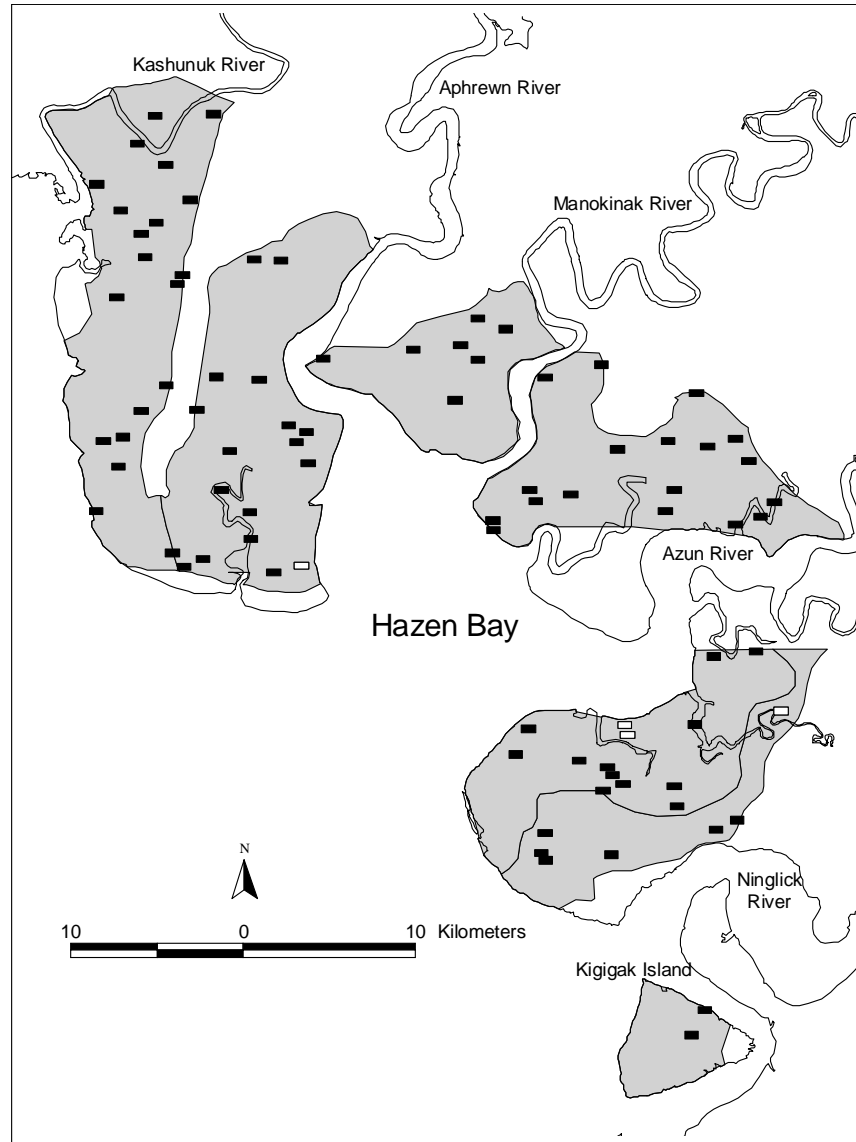 Kashunuk River
Aphrewn River
Manokinak River
Azun River
Hazen Bay
N
Ninglick
River
10 0 10 Kilometers
Kigigak Island